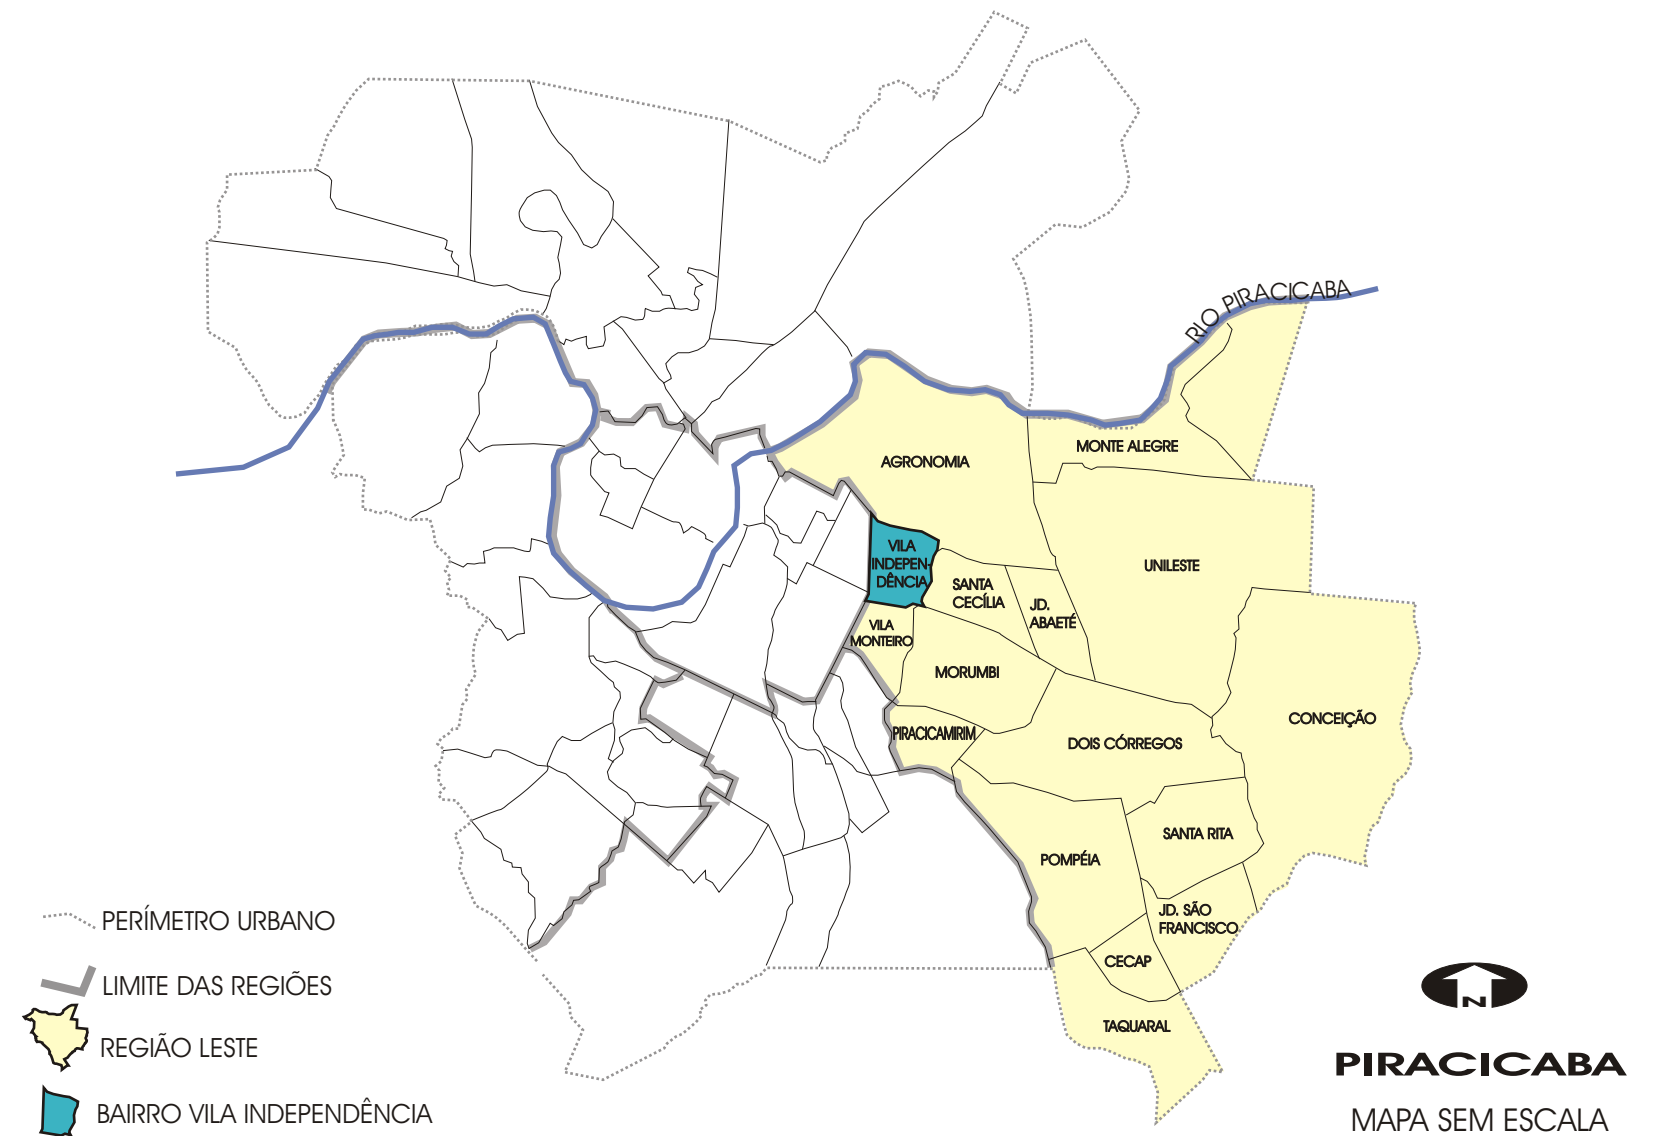 RIO PIRACICABA
MONTE ALEGRE
AGRONOMIA
VILA
INDEPEN-
DÊNCIA
UNILESTE
SANTA
CECÍLIA
JD.
ABAETÉ
VILA
MONTEIRO
MORUMBI
CONCEIÇÃO
PIRACICAMIRIM
DOIS CÓRREGOS
SANTA RITA
POMPÉIA
JD. SÃO
FRANCISCO
CECAP
TAQUARAL
PERÍMETRO URBANO
LIMITE DAS REGIÕES
REGIÃO LESTE
BAIRRO VILA INDEPENDÊNCIA
N
PIRACICABA
MAPA SEM ESCALA